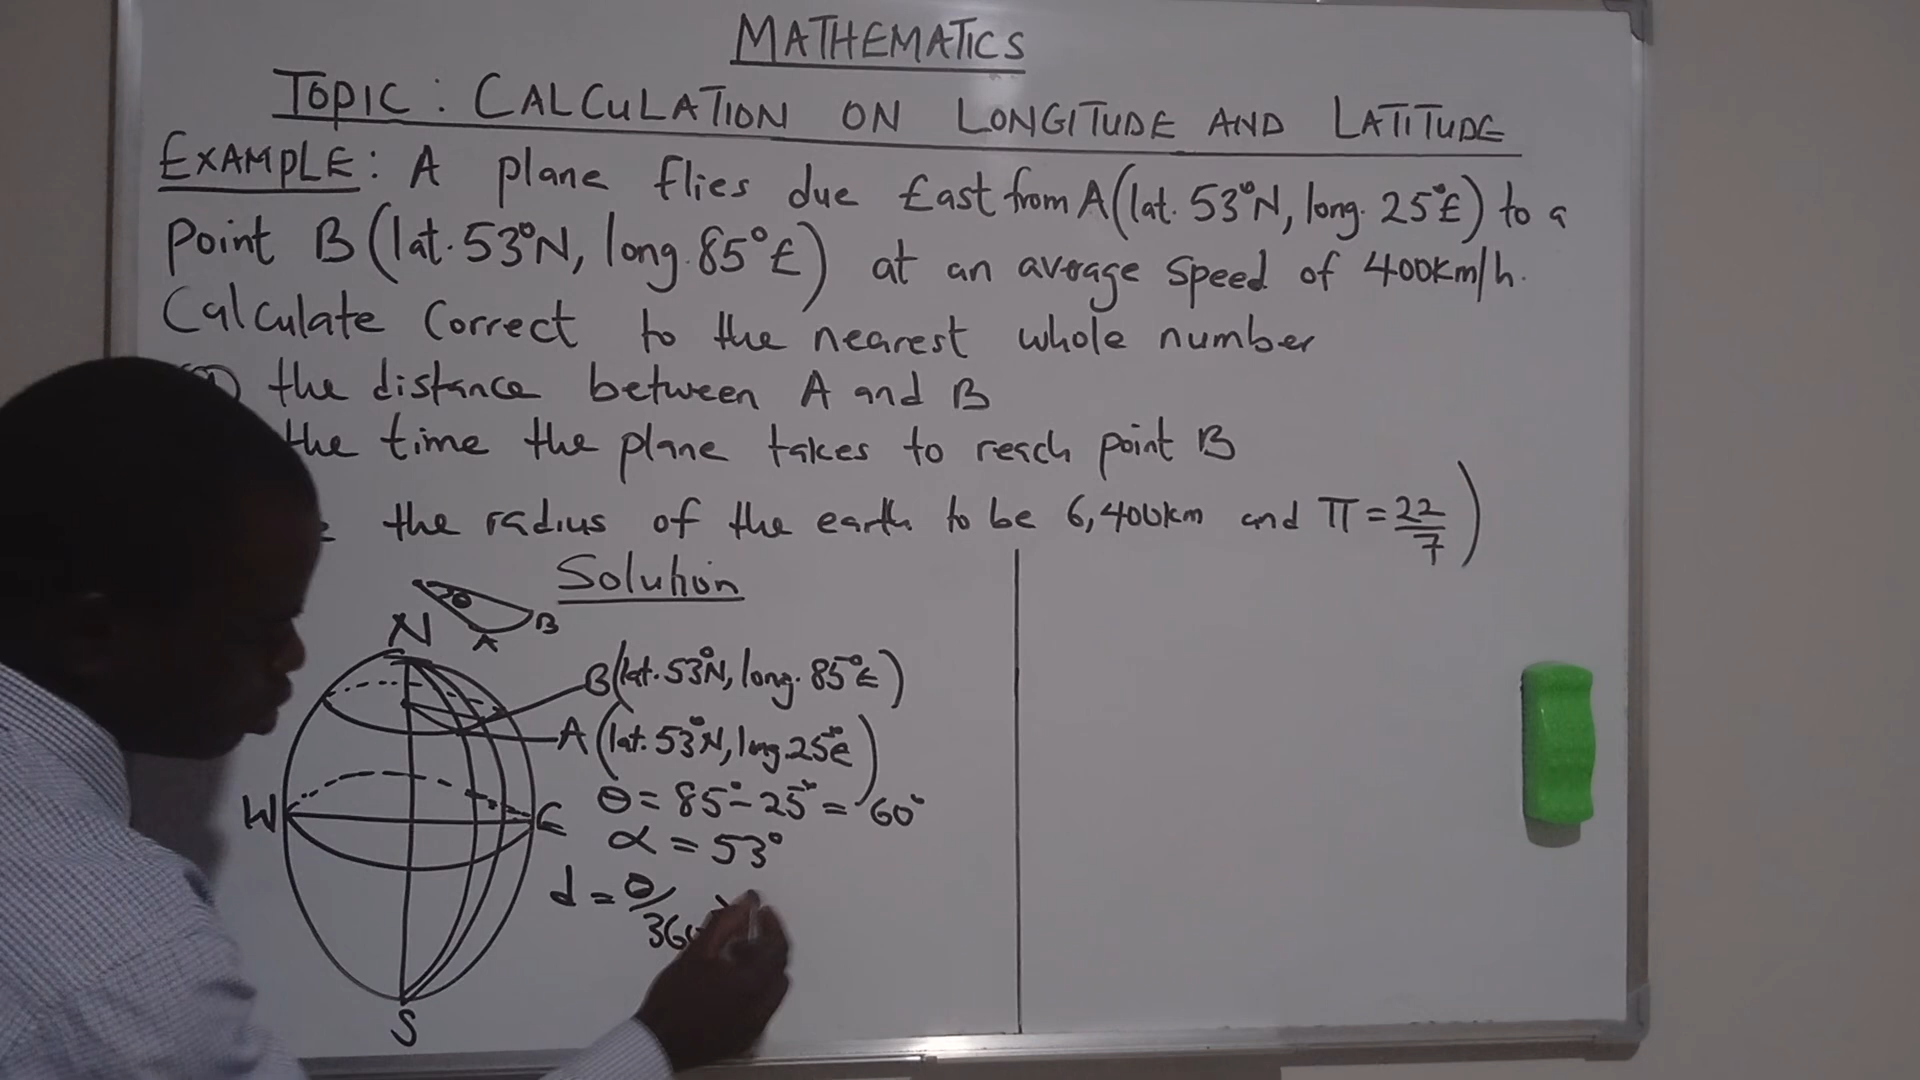 MATHEMATICS
TOPIC: CALCULATION ON LONGITUDE AND LATITUDE
EXAMPLE: A plane flies due East from A(lat. 53°N, long. 25°E) to a
Point B(lat. 53°N, long. 85°E) at an average speed of 400km/h.
Calculate Correct to the nearest whole number
(a) the distance between A and B
the time the plane takes to reach point B
the radius of the earth to be 6,400km and π = 22/7)
Solution
θ
A
B
N
B(lat. 53°N, long. 85°E)
A(lat. 53°N, long. 25°E)
θ = 85° - 25° = 60°
W
E
α = 53°
d = θ/360
S